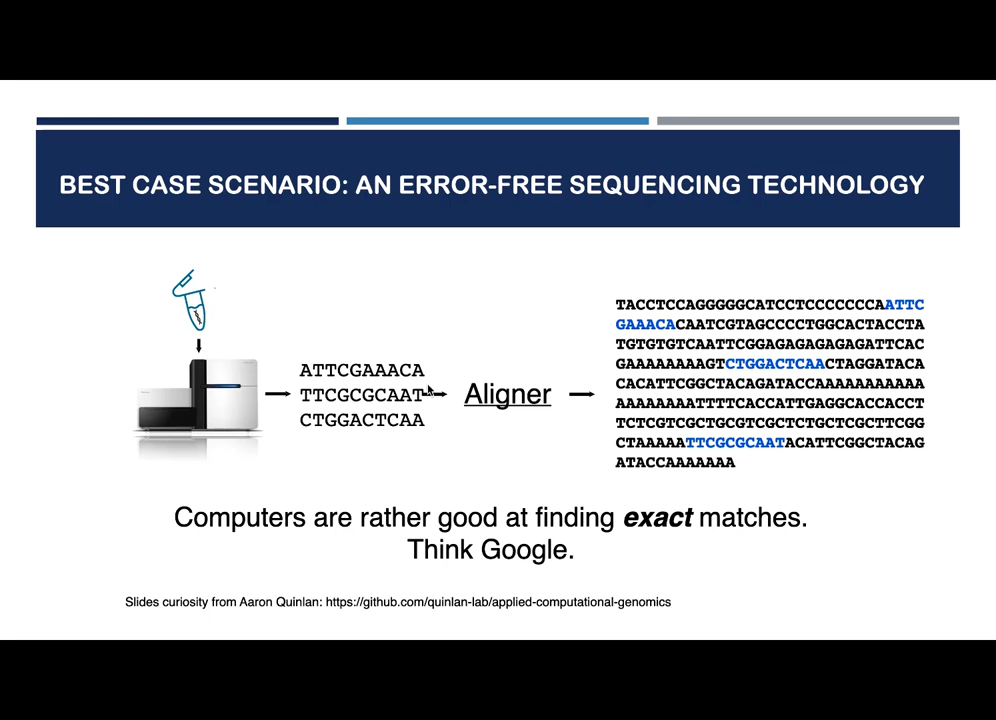 BEST CASE SCENARIO: AN ERROR-FREE SEQUENCING TECHNOLOGY
ATTCGAAACA
TTCGCGCAAT
CTGGACTCAA
Aligner
TACCTCCAGGGGGCATCCTCCCCCCCAATTC
GAAACACAATCGTAGCCCCTGGCACTACCTA
TGTGTGTCAATTCGGAGAGAGAGAGATTCAC
GAAAAAAAAGTCTGGACTCAACTAGGATACA
CACATTCGGCTACAGATACCAAAAAAAAAAA
AAAAAAAATTTTCACCATTGAGGCACCACCT
TCTCGTCGCTGCGTCGCTCTGCTCGCTTCGG
CTAAAAATTCGCGCAATACATTCGGCTACAG
ATACCAAAAAAA
Computers are rather good at finding exact matches.
Think Google.
Slides curiosity from Aaron Quinlan: https://github.com/quinlan-lab/applied-computational-genomics